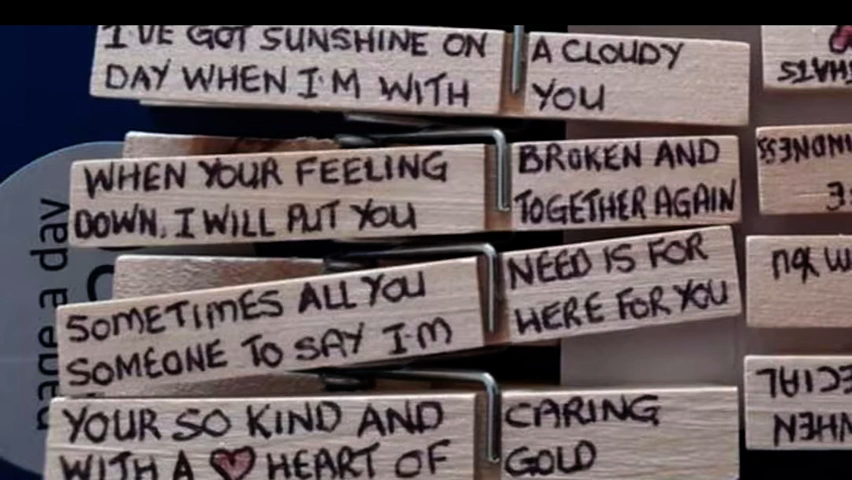 I'VE GOT SUNSHINE ON A CLOUDY
DAY WHEN I'M WITH YOU
WHEN YOUR FEELING BROKEN AND
DOWN. I WILL PUT YOU TOGETHER AGAIN
SOMETIMES ALL YOU NEED IS FOR
SOMEONE TO SAY I'M HERE FOR YOU
YOUR SO KIND AND CARING
WITH A HEART OF GOLD
page a day
WHEN